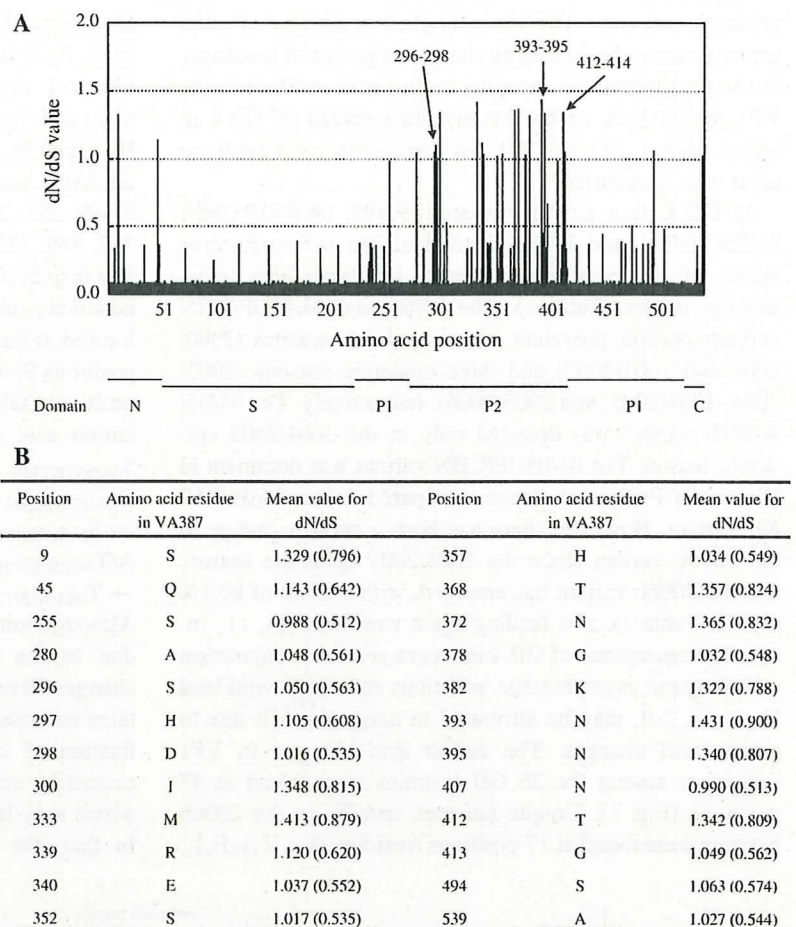 A
2.0
296-298
393-395
412-414
1.5
1.0
0.5
0.0
dN/dS value
1 51 101 151 201 251 301 351 401 451 501
Amino acid position
Domain N S P1 P2 P1 C
B
Position Amino acid residue in VA387 Mean value for dN/dS Position Amino acid residue in VA387 Mean value for dN/dS
9 S 1.329 (0.796) 357 H 1.034 (0.549)
45 Q 1.143 (0.642) 368 T 1.357 (0.824)
255 S 0.988 (0.512) 372 N 1.365 (0.832)
280 A 1.048 (0.561) 378 G 1.032 (0.548)
296 S 1.050 (0.563) 382 K 1.322 (0.788)
297 H 1.105 (0.608) 393 N 1.431 (0.900)
298 D 1.016 (0.535) 395 T 1.340 (0.807)
300 I 1.348 (0.815) 407 N 0.990 (0.513)
333 M 1.413 (0.879) 412 T 1.342 (0.809)
339 R 1.120 (0.620) 413 G 1.049 (0.562)
340 E 1.037 (0.552) 494 S 1.063 (0.574)
352 S 1.017 (0.535) 539 A 1.027 (0.544)